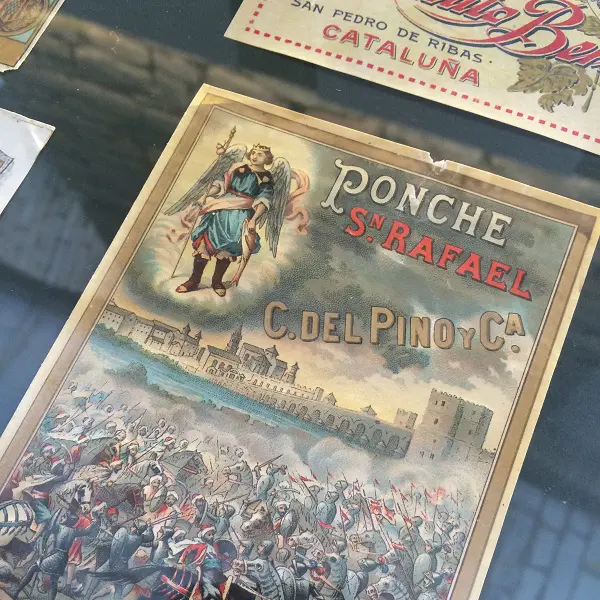 SAN PEDRO DE RIBAS.
CATALUÑA
PONCHE
SN. RAFAEL
C. DEL PINO Y CA.